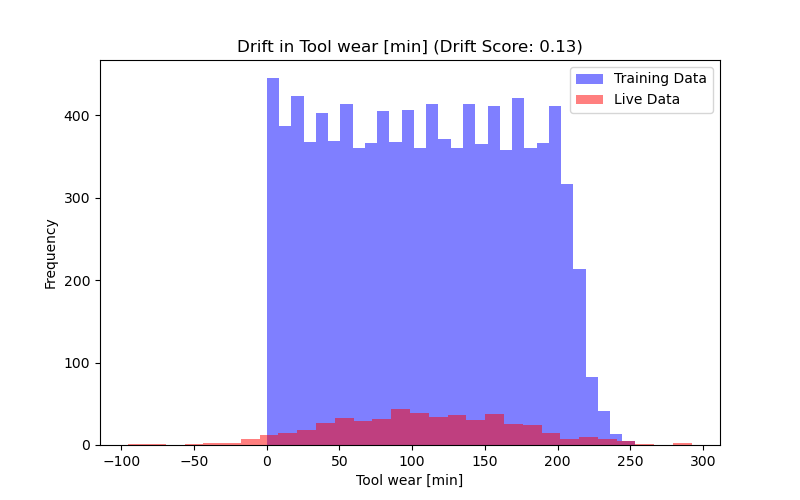 Drift in Tool wear [min] (Drift Score: 0.13)
Training Data
Live Data
Frequency
400
300
200
100
0
−100
−50
0
50
100
150
200
250
300
Tool wear [min]